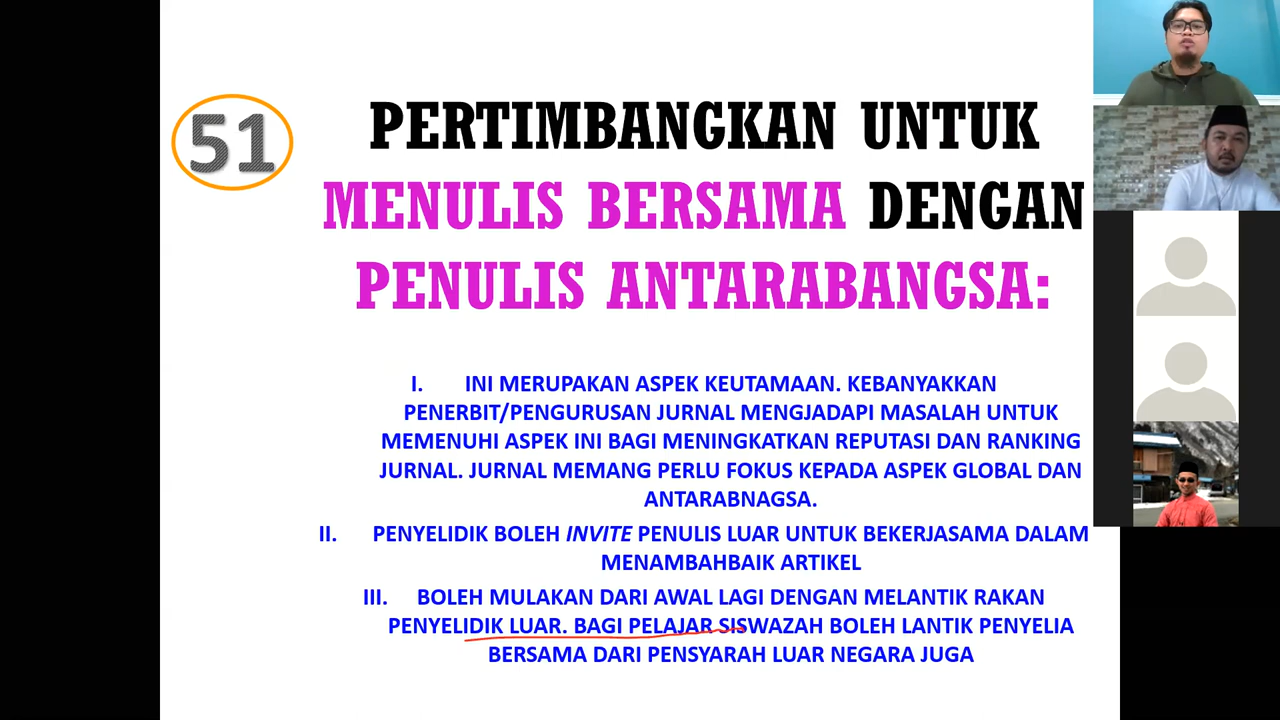 51
PERTIMBANGKAN UNTUK
MENULIS BERSAMA DENGAN
PENULIS ANTARABANGSA:
I. INI MERUPAKAN ASPEK KEUTAMAAN. KEBANYAKKAN
PENERBIT/PENGURUSAN JURNAL MENGJADAPI MASALAH UNTUK
MEMENUHI ASPEK INI BAGI MENINGKATKAN REPUTASI DAN RANKING
JURNAL. JURNAL MEMANG PERLU FOKUS KEPADA ASPEK GLOBAL DAN
ANTARABNAGSA.
II. PENYELIDIK BOLEH INVITE PENULIS LUAR UNTUK BEKERJASAMA DALAM
MENAMBAHBAIK ARTIKEL
III. BOLEH MULAKAN DARI AWAL LAGI DENGAN MELANTIK RAKAN
PENYELIDIK LUAR. BAGI PELAJAR SISWAZAH BOLEH LANTIK PENYELIA
BERSAMA DARI PENSYARAH LUAR NEGARA JUGA